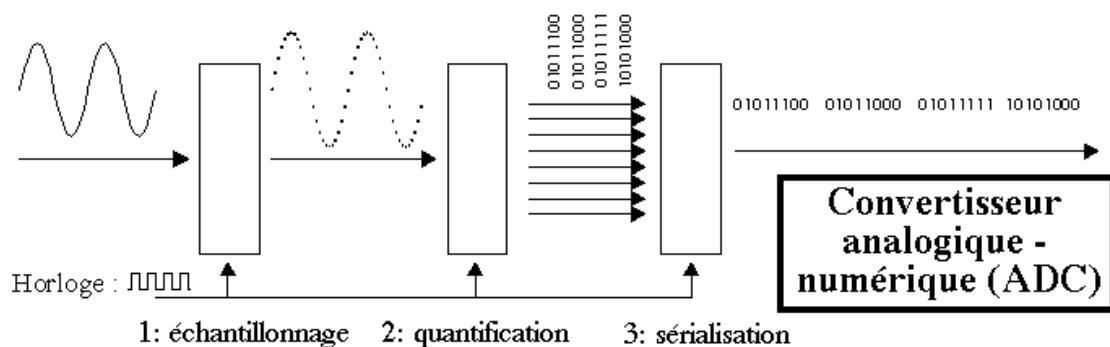 01011100
01011000
01011111
10101000
01011100 01011000 01011111 10101000
Convertisseur
analogique -
numérique (ADC)
Horloge :
1: échantillonnage 2: quantification 3: sérialisation